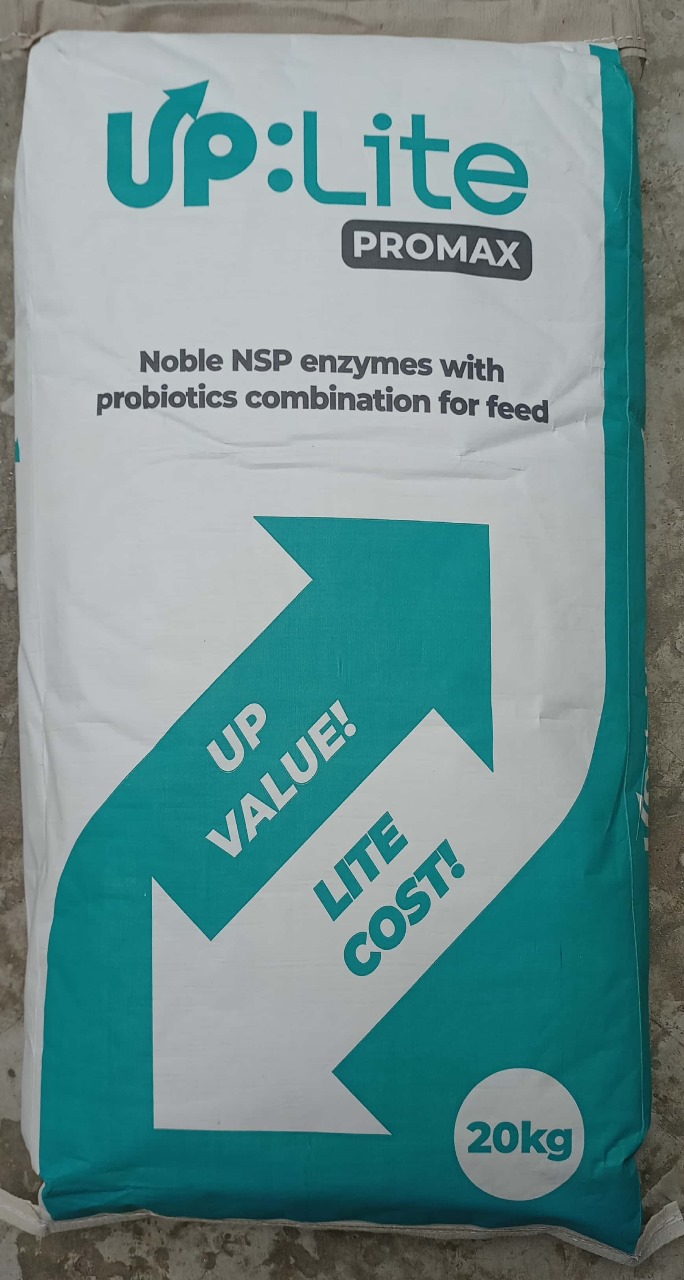 UP:Lite
PROMAX
Noble NSP enzymes with
probiotics combination for feed
UP
VALUE!
LITE
COST!
20kg